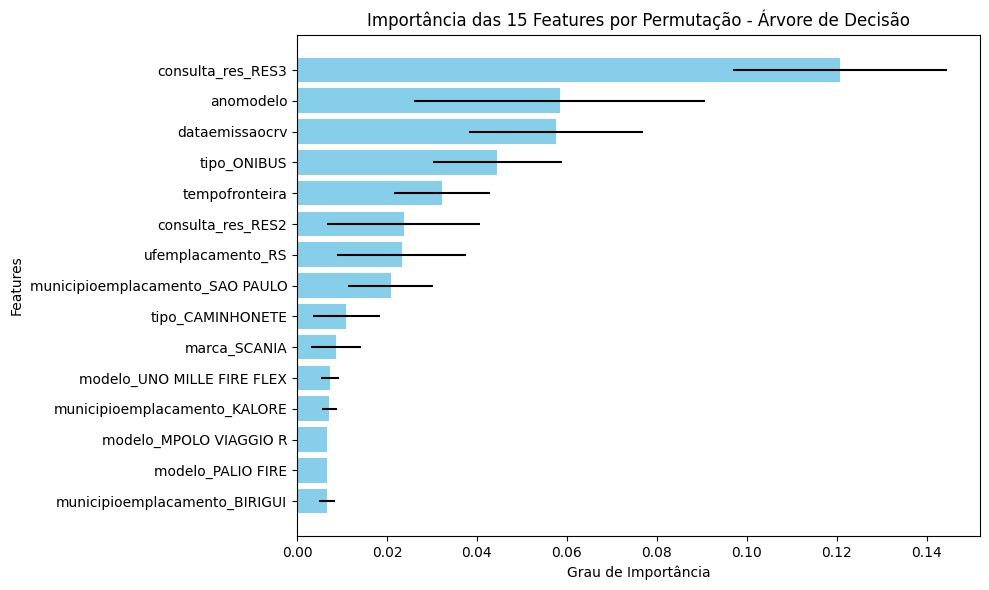 Importância das 15 Features por Permutação - Árvore de Decisão
Features
consulta_res_RES3
anomodelo
dataemissaocrv
tipo_ONIBUS
tempofronteira
consulta_res_RES2
ufemplacamento_RS
municipioemplacamento_SAO PAULO
tipo_CAMINHONETE
marca_SCANIA
modelo_UNO MILLE FIRE FLEX
municipioemplacamento_KALORE
modelo_MPOLO VIAGGIO R
modelo_PALIO FIRE
municipioemplacamento_BIRIGUI
0.00 0.02 0.04 0.06 0.08 0.10 0.12 0.14
Grau de Importância